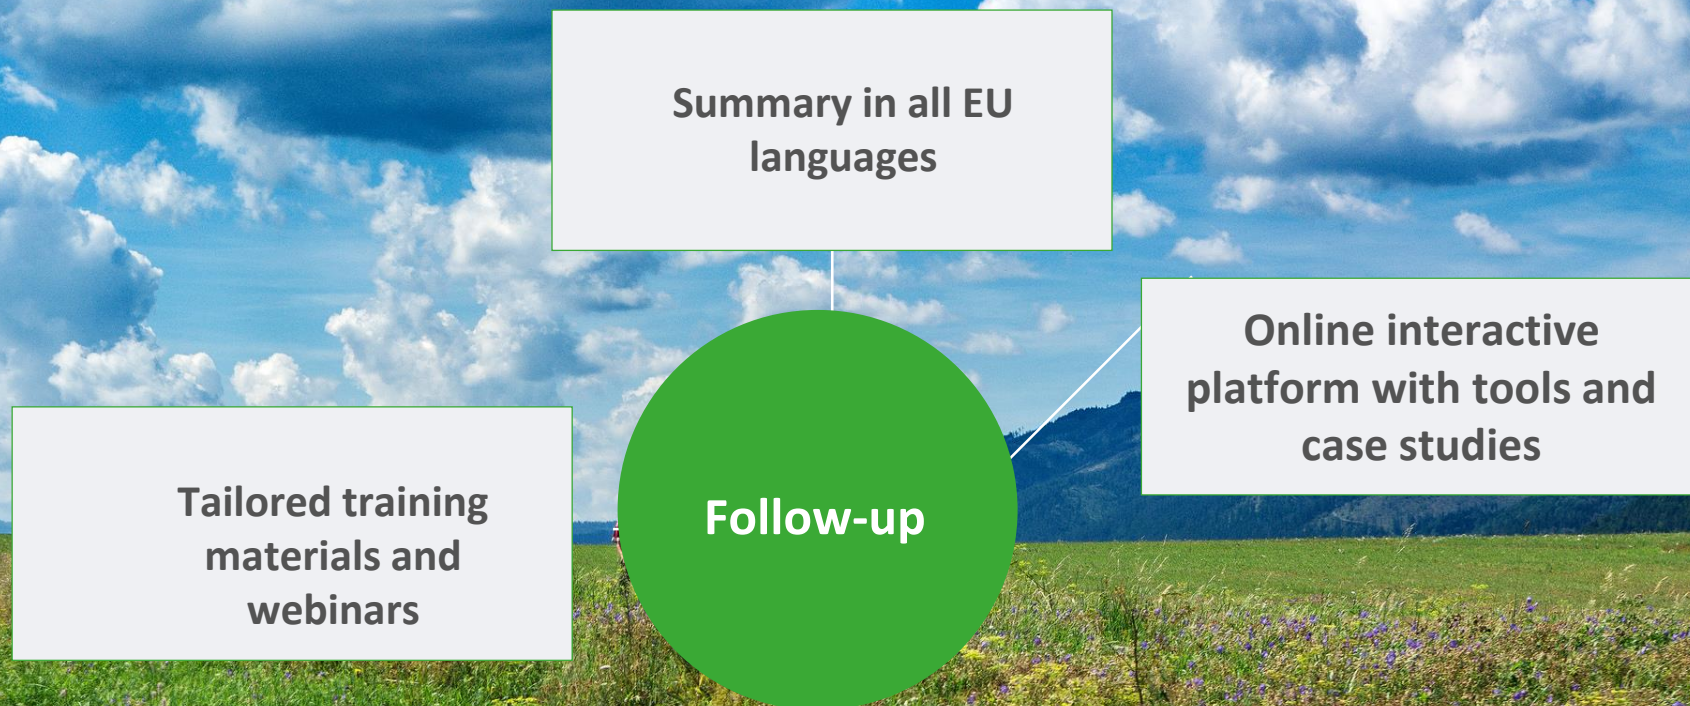 Summary in all EU
languages
Online interactive
platform with tools and
case studies
Tailored training
materials and
webinars
Follow-up